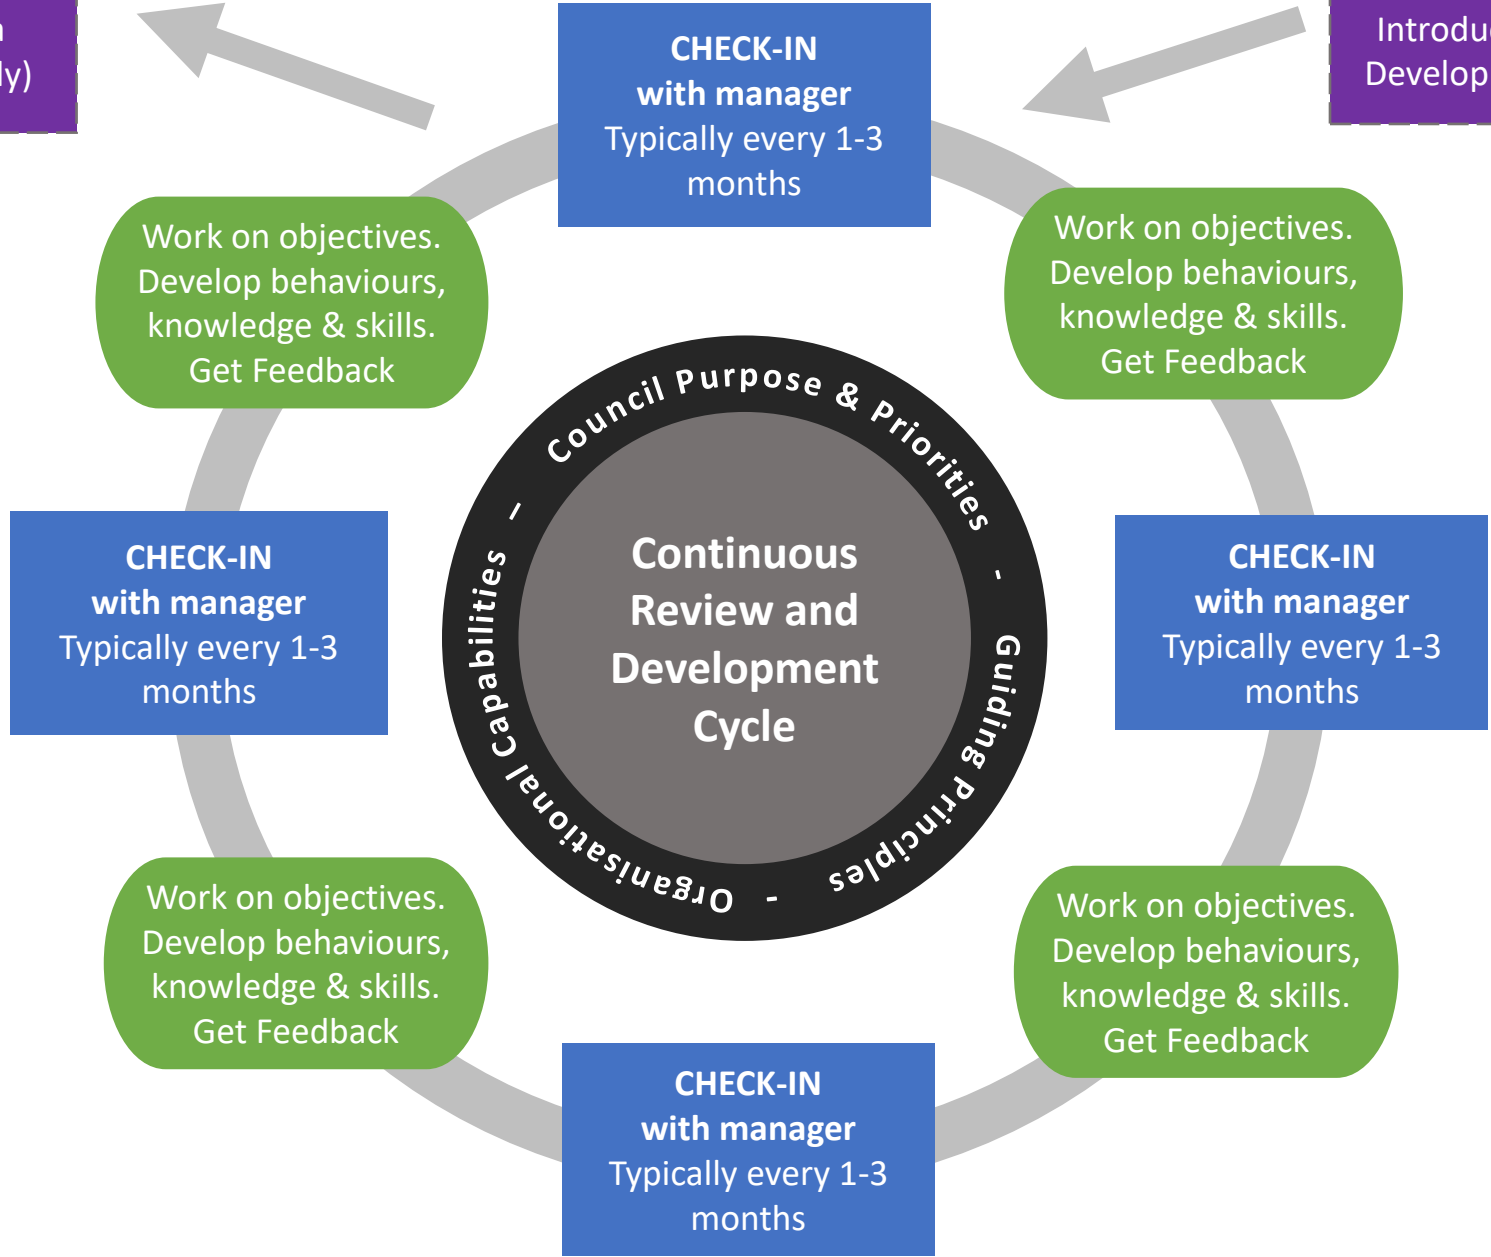 ly)
CHECK-IN
with manager
Typically every 1-3
months
Develop
Work on objectives.
Develop behaviours,
knowledge & skills.
Get Feedback
Work on objectives.
Develop behaviours,
knowledge & skills.
Get Feedback
Council Purpose & Priorities - Guiding Principles - Organisational Capabilities –
Continuous
Review and
Development
Cycle
CHECK-IN
with manager
Typically every 1-3
months
CHECK-IN
with manager
Typically every 1-3
months
Work on objectives.
Develop behaviours,
knowledge & skills.
Get Feedback
Work on objectives.
Develop behaviours,
knowledge & skills.
Get Feedback
CHECK-IN
with manager
Typically every 1-3
months